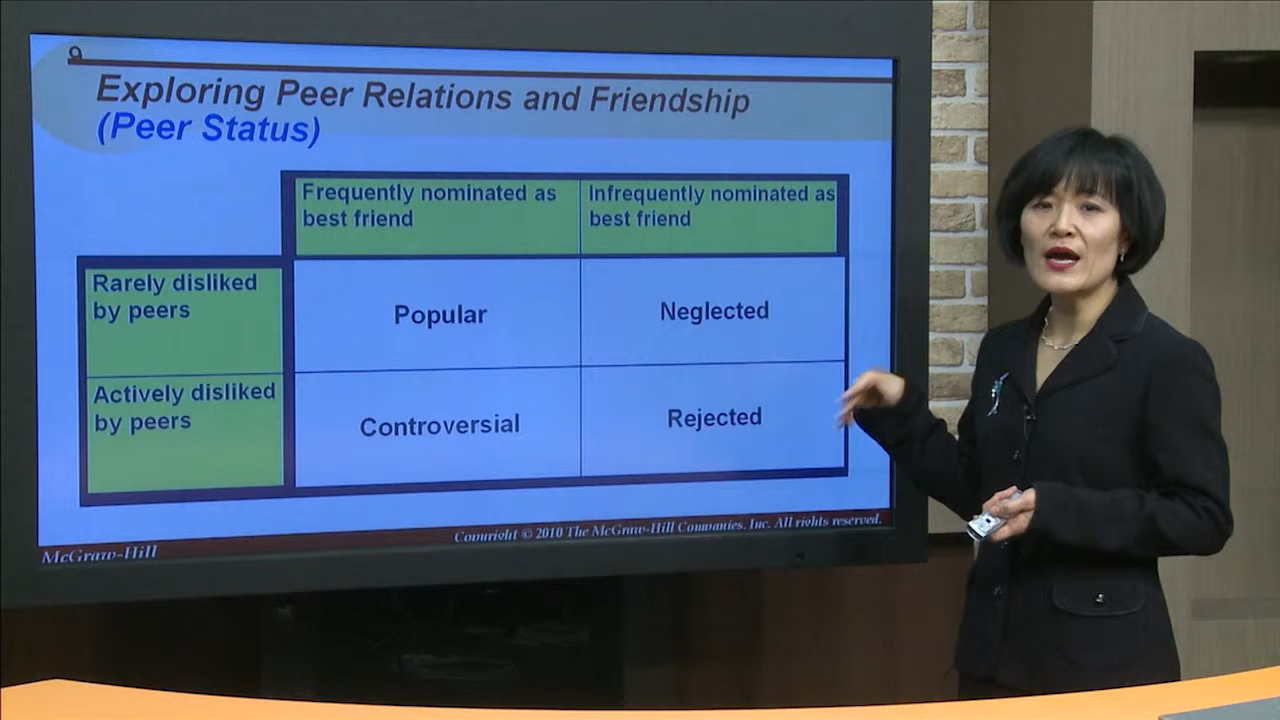 9
Exploring Peer Relations and Friendship
(Peer Status)
Frequently nominated as
best friend
Infrequently nominated as
best friend
Rarely disliked
by peers
Popular
Neglected
Actively disliked
by peers
Controversial
Rejected
McGraw-Hill
Copyright © 2010 The McGraw-Hill Companies, Inc. All rights reserved.